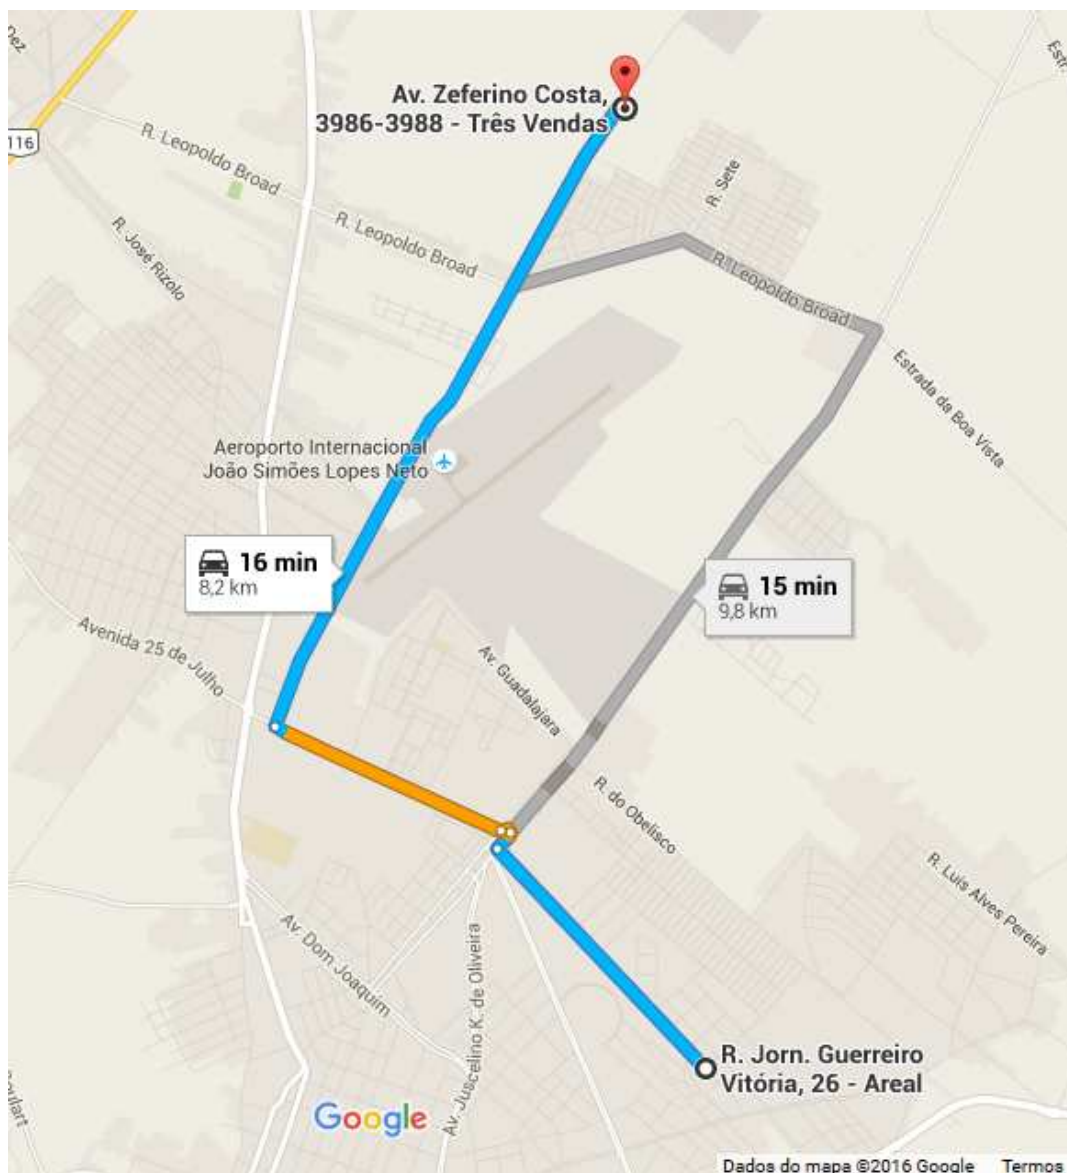 Dez
Estr.
Av. Zeferino Costa,
3986-3988 - Três Vendas
116
R. Leopoldo Broad
R. Sete
R. Leopoldo Broad
R. José Rizolo
R. Leopoldo Broad
Estrada da Boa Vista
Aeroporto Internacional
João Simões Lopes Neto
16 min
8,2 km
15 min
9,8 km
Avenida 25 de Julho
Av. Guadalajara
R. do Obelisco
R. Luis Alves Pereira
Av. Dom Joaquim
Av. Juscelino K. de Oliveira
R. Jorn. Guerreiro
Vitória, 26 - Areal
Google
Dados do mapa ©2016 Google Termos